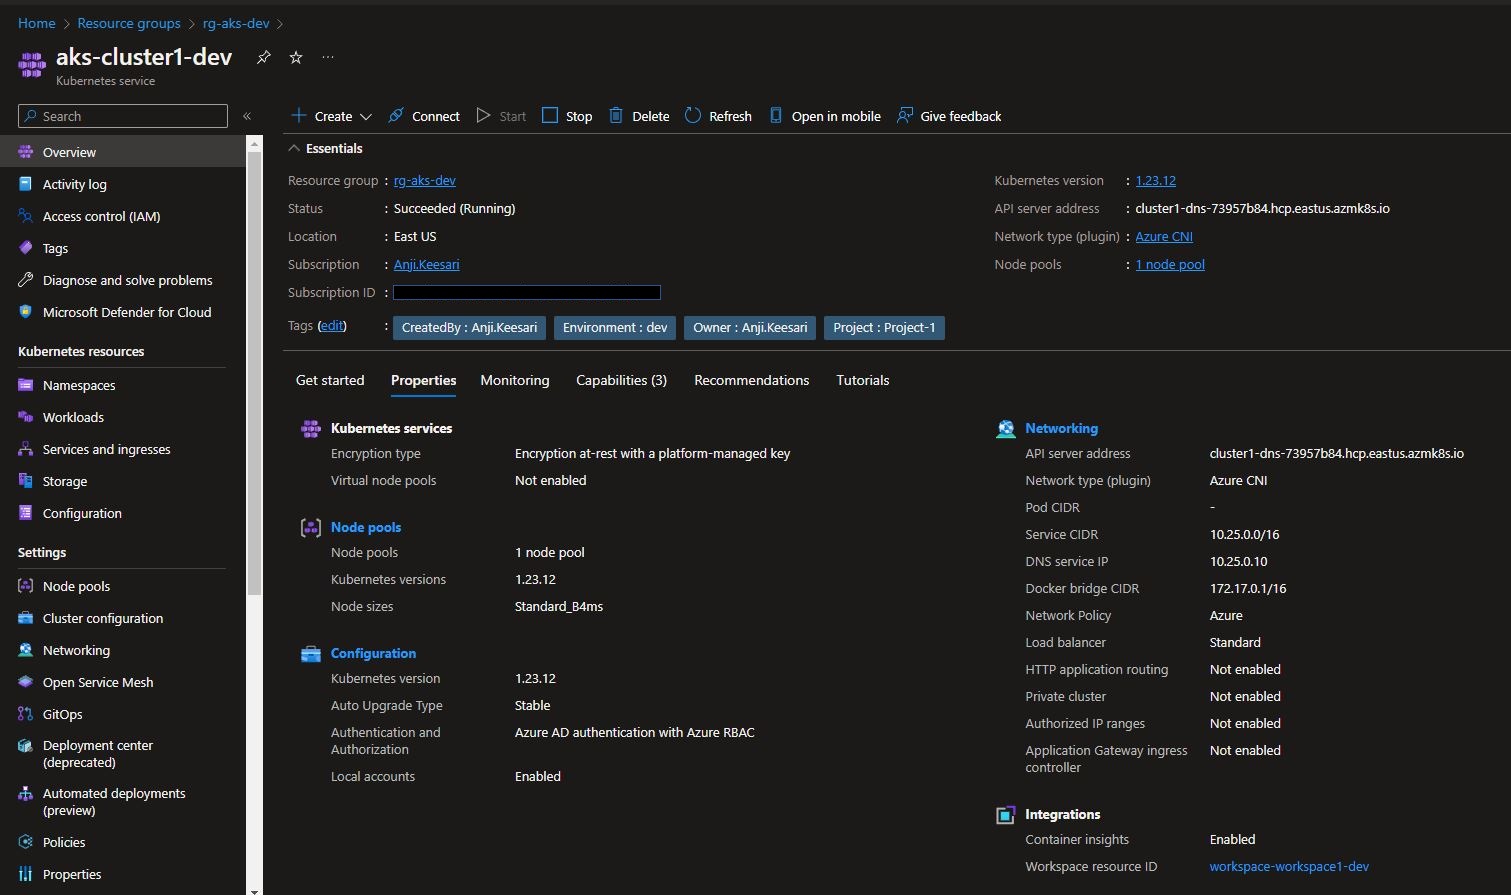 Home > Resource groups > rg-aks-dev >
aks-cluster1-dev
Kubernetes service
Search
Create
Connect
Start
Stop
Delete
Refresh
Open in mobile
Give feedback
Overview
Activity log
Access control (IAM)
Tags
Diagnose and solve problems
Microsoft Defender for Cloud
Kubernetes resources
Namespaces
Workloads
Services and ingresses
Storage
Configuration
Settings
Node pools
Cluster configuration
Networking
Open Service Mesh
GitOps
Deployment center
(deprecated)
Automated deployments
(preview)
Policies
Properties
Essentials
Resource group : rg-aks-dev
Status : Succeeded (Running)
Location : East US
Subscription : Anji.Keesari
Subscription ID :
Tags (edit) : CreatedBy : Anji.Keesari Environment : dev Owner : Anji.Keesari Project : Project-1
Kubernetes version : 1.23.12
API server address : cluster1-dns-73957b84.hcp.eastus.azmk8s.io
Network type (plugin) : Azure CNI
Node pools : 1 node pool
Get started Properties Monitoring Capabilities (3) Recommendations Tutorials
Kubernetes services
Encryption type Encryption at-rest with a platform-managed key
Virtual node pools Not enabled
Node pools
Node pools 1 node pool
Kubernetes versions 1.23.12
Node sizes Standard_B4ms
Configuration
Kubernetes version 1.23.12
Auto Upgrade Type Stable
Authentication and Azure AD authentication with Azure RBAC
Authorization
Local accounts Enabled
Networking
API server address cluster1-dns-73957b84.hcp.eastus.azmk8s.io
Network type (plugin) Azure CNI
Pod CIDR -
Service CIDR 10.25.0.0/16
DNS service IP 10.25.0.10
Docker bridge CIDR 172.17.0.1/16
Network Policy Azure
Load balancer Standard
HTTP application routing Not enabled
Private cluster Not enabled
Authorized IP ranges Not enabled
Application Gateway ingress Not enabled
controller
Integrations
Container insights Enabled
Workspace resource ID workspace-workspace1-dev